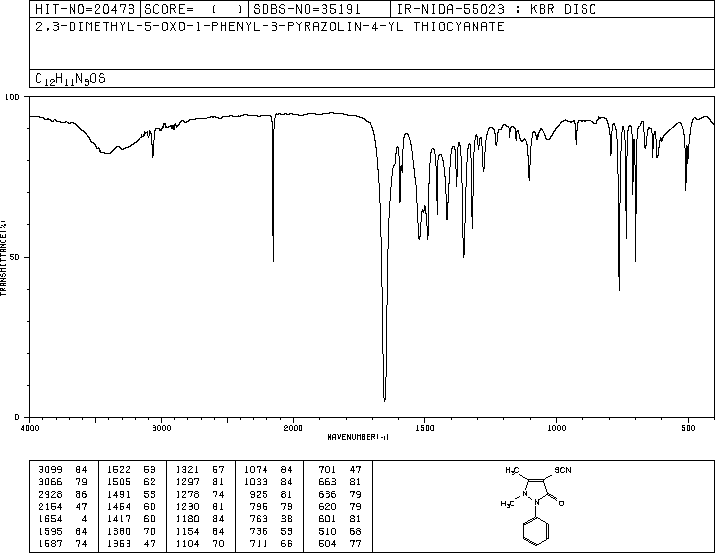 HIT-NO=20473 SCORE= ( ) SDBS-NO=35191 IR-NIDA-55023 : KBR DISC
2,3-DIMETHYL-5-OXO-1-PHENYL-3-PYRAZOLIN-4-YL THIOCYANATE
C12H11N3OS
100
50
0
TRANSMITTANCE(%)
4000 3000 2000 1500 1000 500
WAVENUMBER(-1)
3099 84 1522 53 1321 57 1074 84 701 47
3066 79 1505 62 1297 81 1033 84 663 81
2928 86 1491 55 1278 74 925 81 636 79
2154 47 1454 60 1230 81 796 79 620 79
1654 4 1417 60 1180 84 763 38 601 81
1595 64 1380 70 1154 84 736 53 510 68
1587 74 1353 47 1104 70 711 66 504 77
SCN
H3C
H3C
N
O
N